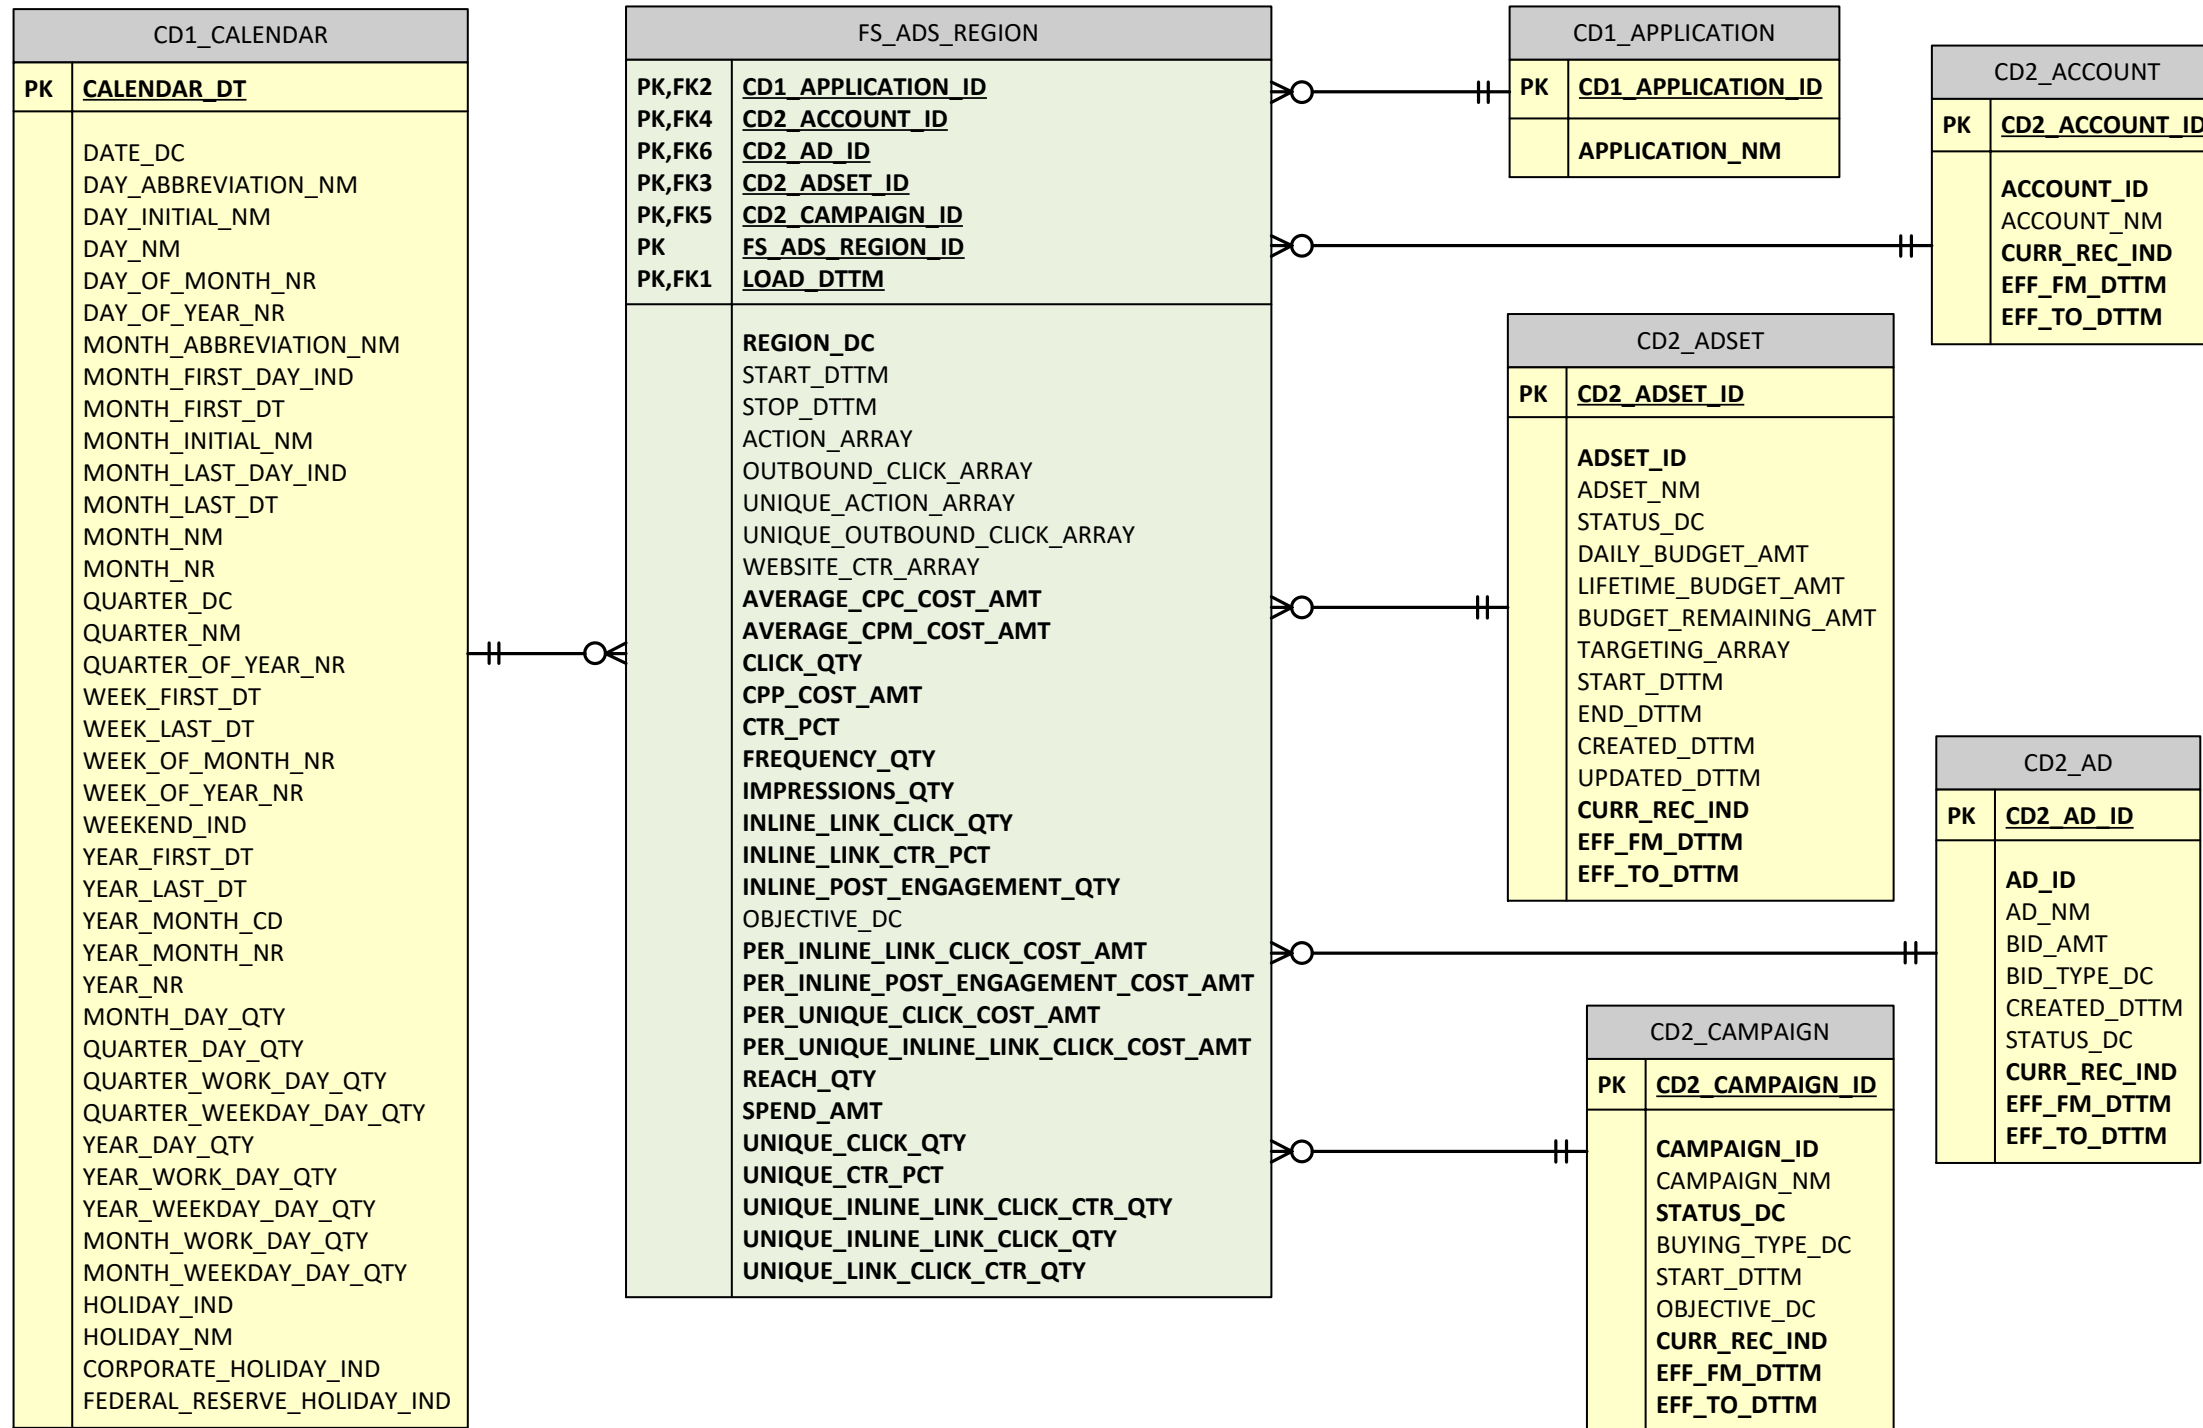 CD1_CALENDAR
PK CALENDAR_DT
DATE_DC
DAY_ABBREVIATION_NM
DAY_INITIAL_NM
DAY_NM
DAY_OF_MONTH_NR
DAY_OF_YEAR_NR
MONTH_ABBREVIATION_NM
MONTH_FIRST_DAY_IND
MONTH_FIRST_DT
MONTH_INITIAL_NM
MONTH_LAST_DAY_IND
MONTH_LAST_DT
MONTH_NM
MONTH_NR
QUARTER_DC
QUARTER_NM
QUARTER_OF_YEAR_NR
WEEK_FIRST_DT
WEEK_LAST_DT
WEEK_OF_MONTH_NR
WEEK_OF_YEAR_NR
WEEKEND_IND
YEAR_FIRST_DT
YEAR_LAST_DT
YEAR_MONTH_CD
YEAR_MONTH_NR
YEAR_NR
MONTH_DAY_QTY
QUARTER_DAY_QTY
QUARTER_WORK_DAY_QTY
QUARTER_WEEKDAY_DAY_QTY
YEAR_DAY_QTY
YEAR_WORK_DAY_QTY
YEAR_WEEKDAY_DAY_QTY
MONTH_WORK_DAY_QTY
MONTH_WEEKDAY_DAY_QTY
HOLIDAY_IND
HOLIDAY_NM
CORPORATE_HOLIDAY_IND
FEDERAL_RESERVE_HOLIDAY_IND
FS_ADS_REGION
PK,FK2 CD1_APPLICATION_ID
PK,FK4 CD2_ACCOUNT_ID
PK,FK6 CD2_AD_ID
PK,FK3 CD2_ADSET_ID
PK,FK5 CD2_CAMPAIGN_ID
PK FS_ADS_REGION_ID
PK,FK1 LOAD_DTTM
REGION_DC
START_DTTM
STOP_DTTM
ACTION_ARRAY
OUTBOUND_CLICK_ARRAY
UNIQUE_ACTION_ARRAY
UNIQUE_OUTBOUND_CLICK_ARRAY
WEBSITE_CTR_ARRAY
AVERAGE_CPC_COST_AMT
AVERAGE_CPM_COST_AMT
CLICK_QTY
CPP_COST_AMT
CTR_PCT
FREQUENCY_QTY
IMPRESSIONS_QTY
INLINE_LINK_CLICK_QTY
INLINE_LINK_CTR_PCT
INLINE_POST_ENGAGEMENT_QTY
OBJECTIVE_DC
PER_INLINE_LINK_CLICK_COST_AMT
PER_INLINE_POST_ENGAGEMENT_COST_AMT
PER_UNIQUE_CLICK_COST_AMT
PER_UNIQUE_INLINE_LINK_CLICK_COST_AMT
REACH_QTY
SPEND_AMT
UNIQUE_CLICK_QTY
UNIQUE_CTR_PCT
UNIQUE_INLINE_LINK_CLICK_CTR_QTY
UNIQUE_INLINE_LINK_CLICK_QTY
UNIQUE_LINK_CLICK_CTR_QTY
CD1_APPLICATION
PK CD1_APPLICATION_ID
APPLICATION_NM
CD2_ACCOUNT
PK CD2_ACCOUNT_ID
ACCOUNT_ID
ACCOUNT_NM
CURR_REC_IND
EFF_FM_DTTM
EFF_TO_DTTM
CD2_ADSET
PK CD2_ADSET_ID
ADSET_ID
ADSET_NM
STATUS_DC
DAILY_BUDGET_AMT
LIFETIME_BUDGET_AMT
BUDGET_REMAINING_AMT
TARGETING_ARRAY
START_DTTM
END_DTTM
CREATED_DTTM
UPDATED_DTTM
CURR_REC_IND
EFF_FM_DTTM
EFF_TO_DTTM
CD2_AD
PK CD2_AD_ID
AD_ID
AD_NM
BID_AMT
BID_TYPE_DC
CREATED_DTTM
STATUS_DC
CURR_REC_IND
EFF_FM_DTTM
EFF_TO_DTTM
CD2_CAMPAIGN
PK CD2_CAMPAIGN_ID
CAMPAIGN_ID
CAMPAIGN_NM
STATUS_DC
BUYING_TYPE_DC
START_DTTM
OBJECTIVE_DC
CURR_REC_IND
EFF_FM_DTTM
EFF_TO_DTTM